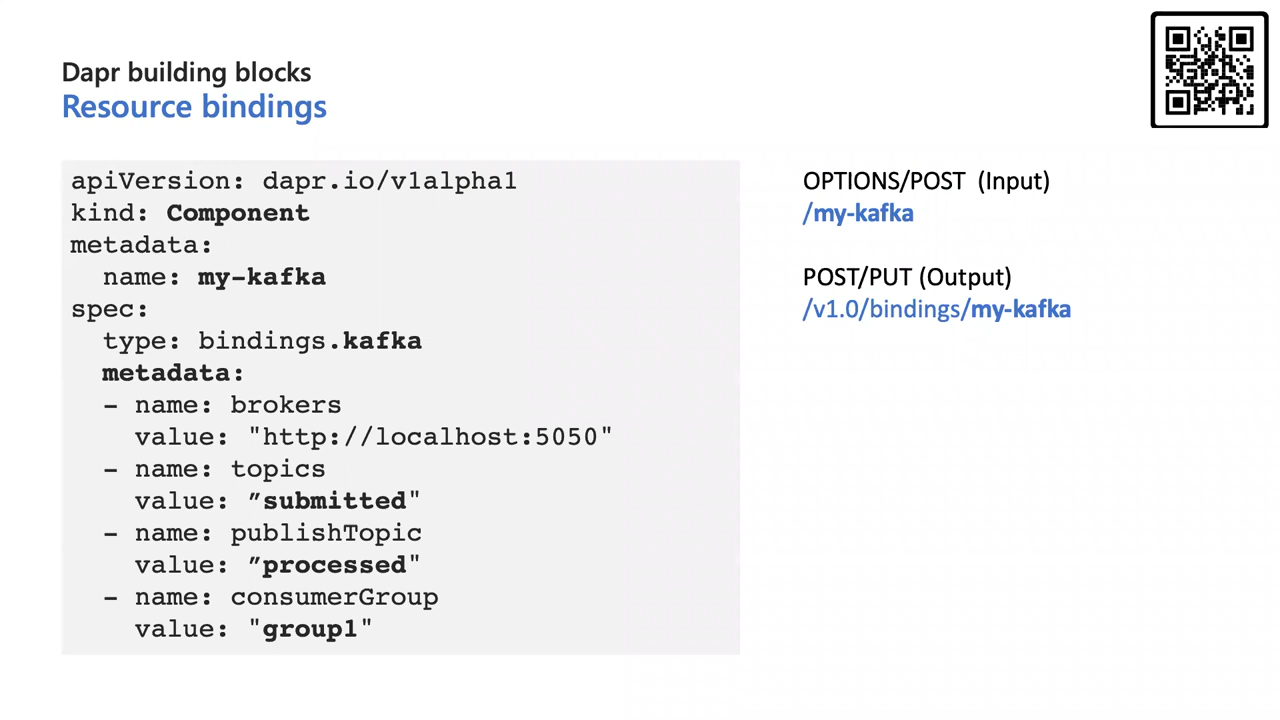 Dapr building blocks
Resource bindings
apiVersion: dapr.io/v1alpha1
kind: Component
metadata:
  name: my-kafka
spec:
  type: bindings.kafka
  metadata:
  - name: brokers
    value: "http://localhost:5050"
  - name: topics
    value: ”submitted"
  - name: publishTopic
    value: ”processed"
  - name: consumerGroup
    value: "group1"
OPTIONS/POST (Input)
/my-kafka
POST/PUT (Output)
/v1.0/bindings/my-kafka